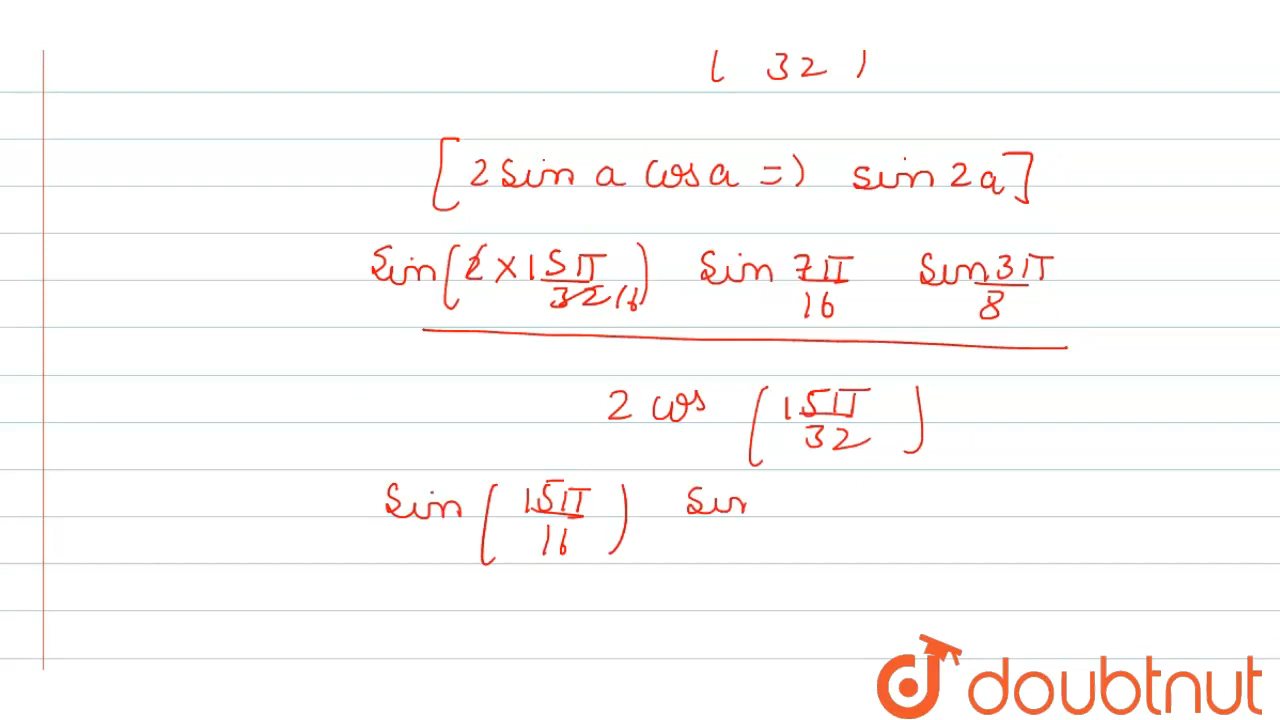 ( 32 )
[2 sin a cos a =) sin 2a]
sin(2 × 15π/32 16) sin 7π/16 sin 3π/8
2 cos (15π/32)
sin (15π/16) sin
doubtnut